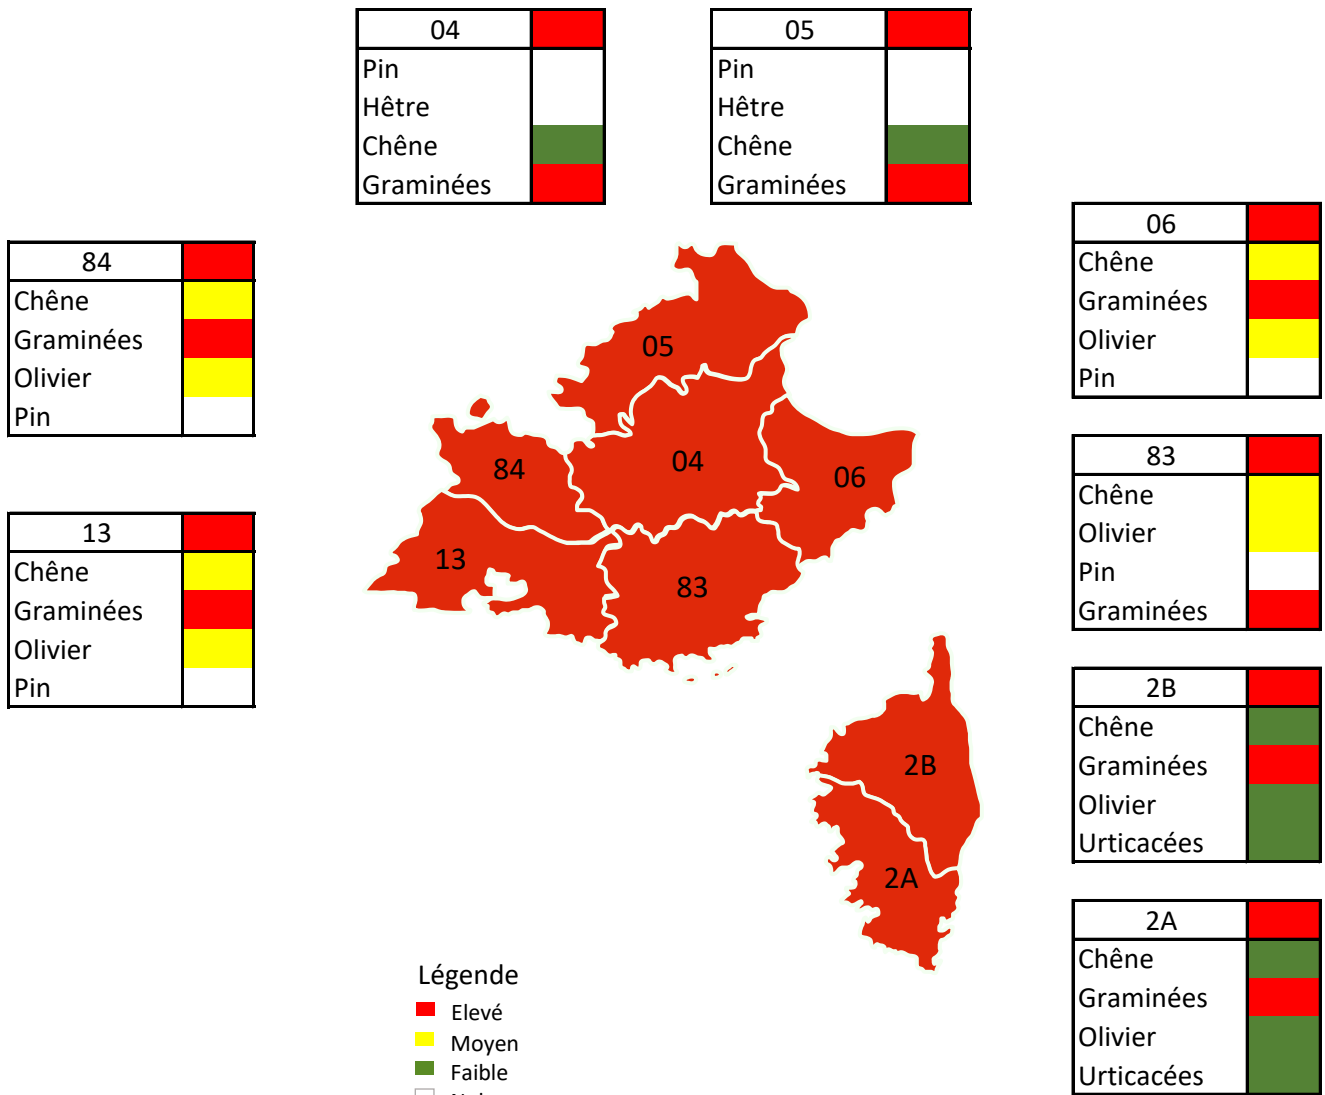 04
Pin
Hêtre
Chêne
Graminées
05
Pin
Hêtre
Chêne
Graminées
84
Chêne
Graminées
Olivier
Pin
13
Chêne
Graminées
Olivier
Pin
06
Chêne
Graminées
Olivier
Pin
83
Chêne
Olivier
Pin
Graminées
2B
Chêne
Graminées
Olivier
Urticacées
2A
Chêne
Graminées
Olivier
Urticacées
05
04
84
06
13
83
2B
2A
Légende
Elevé
Moyen
Faible